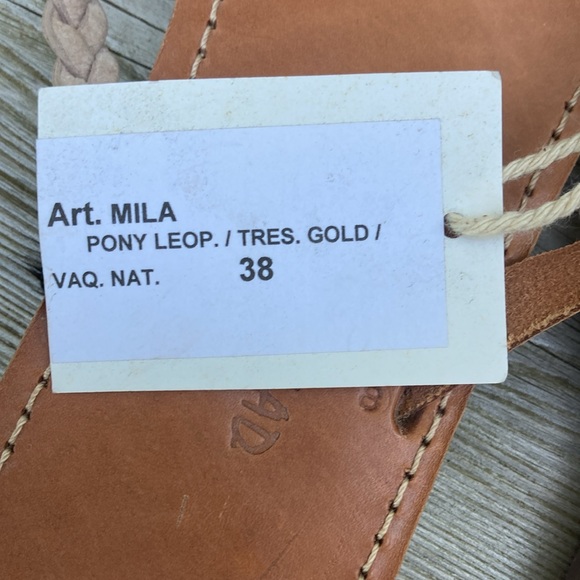 Art. MILA
PONY LEOP. / TRES. GOLD /
VAQ. NAT. 38